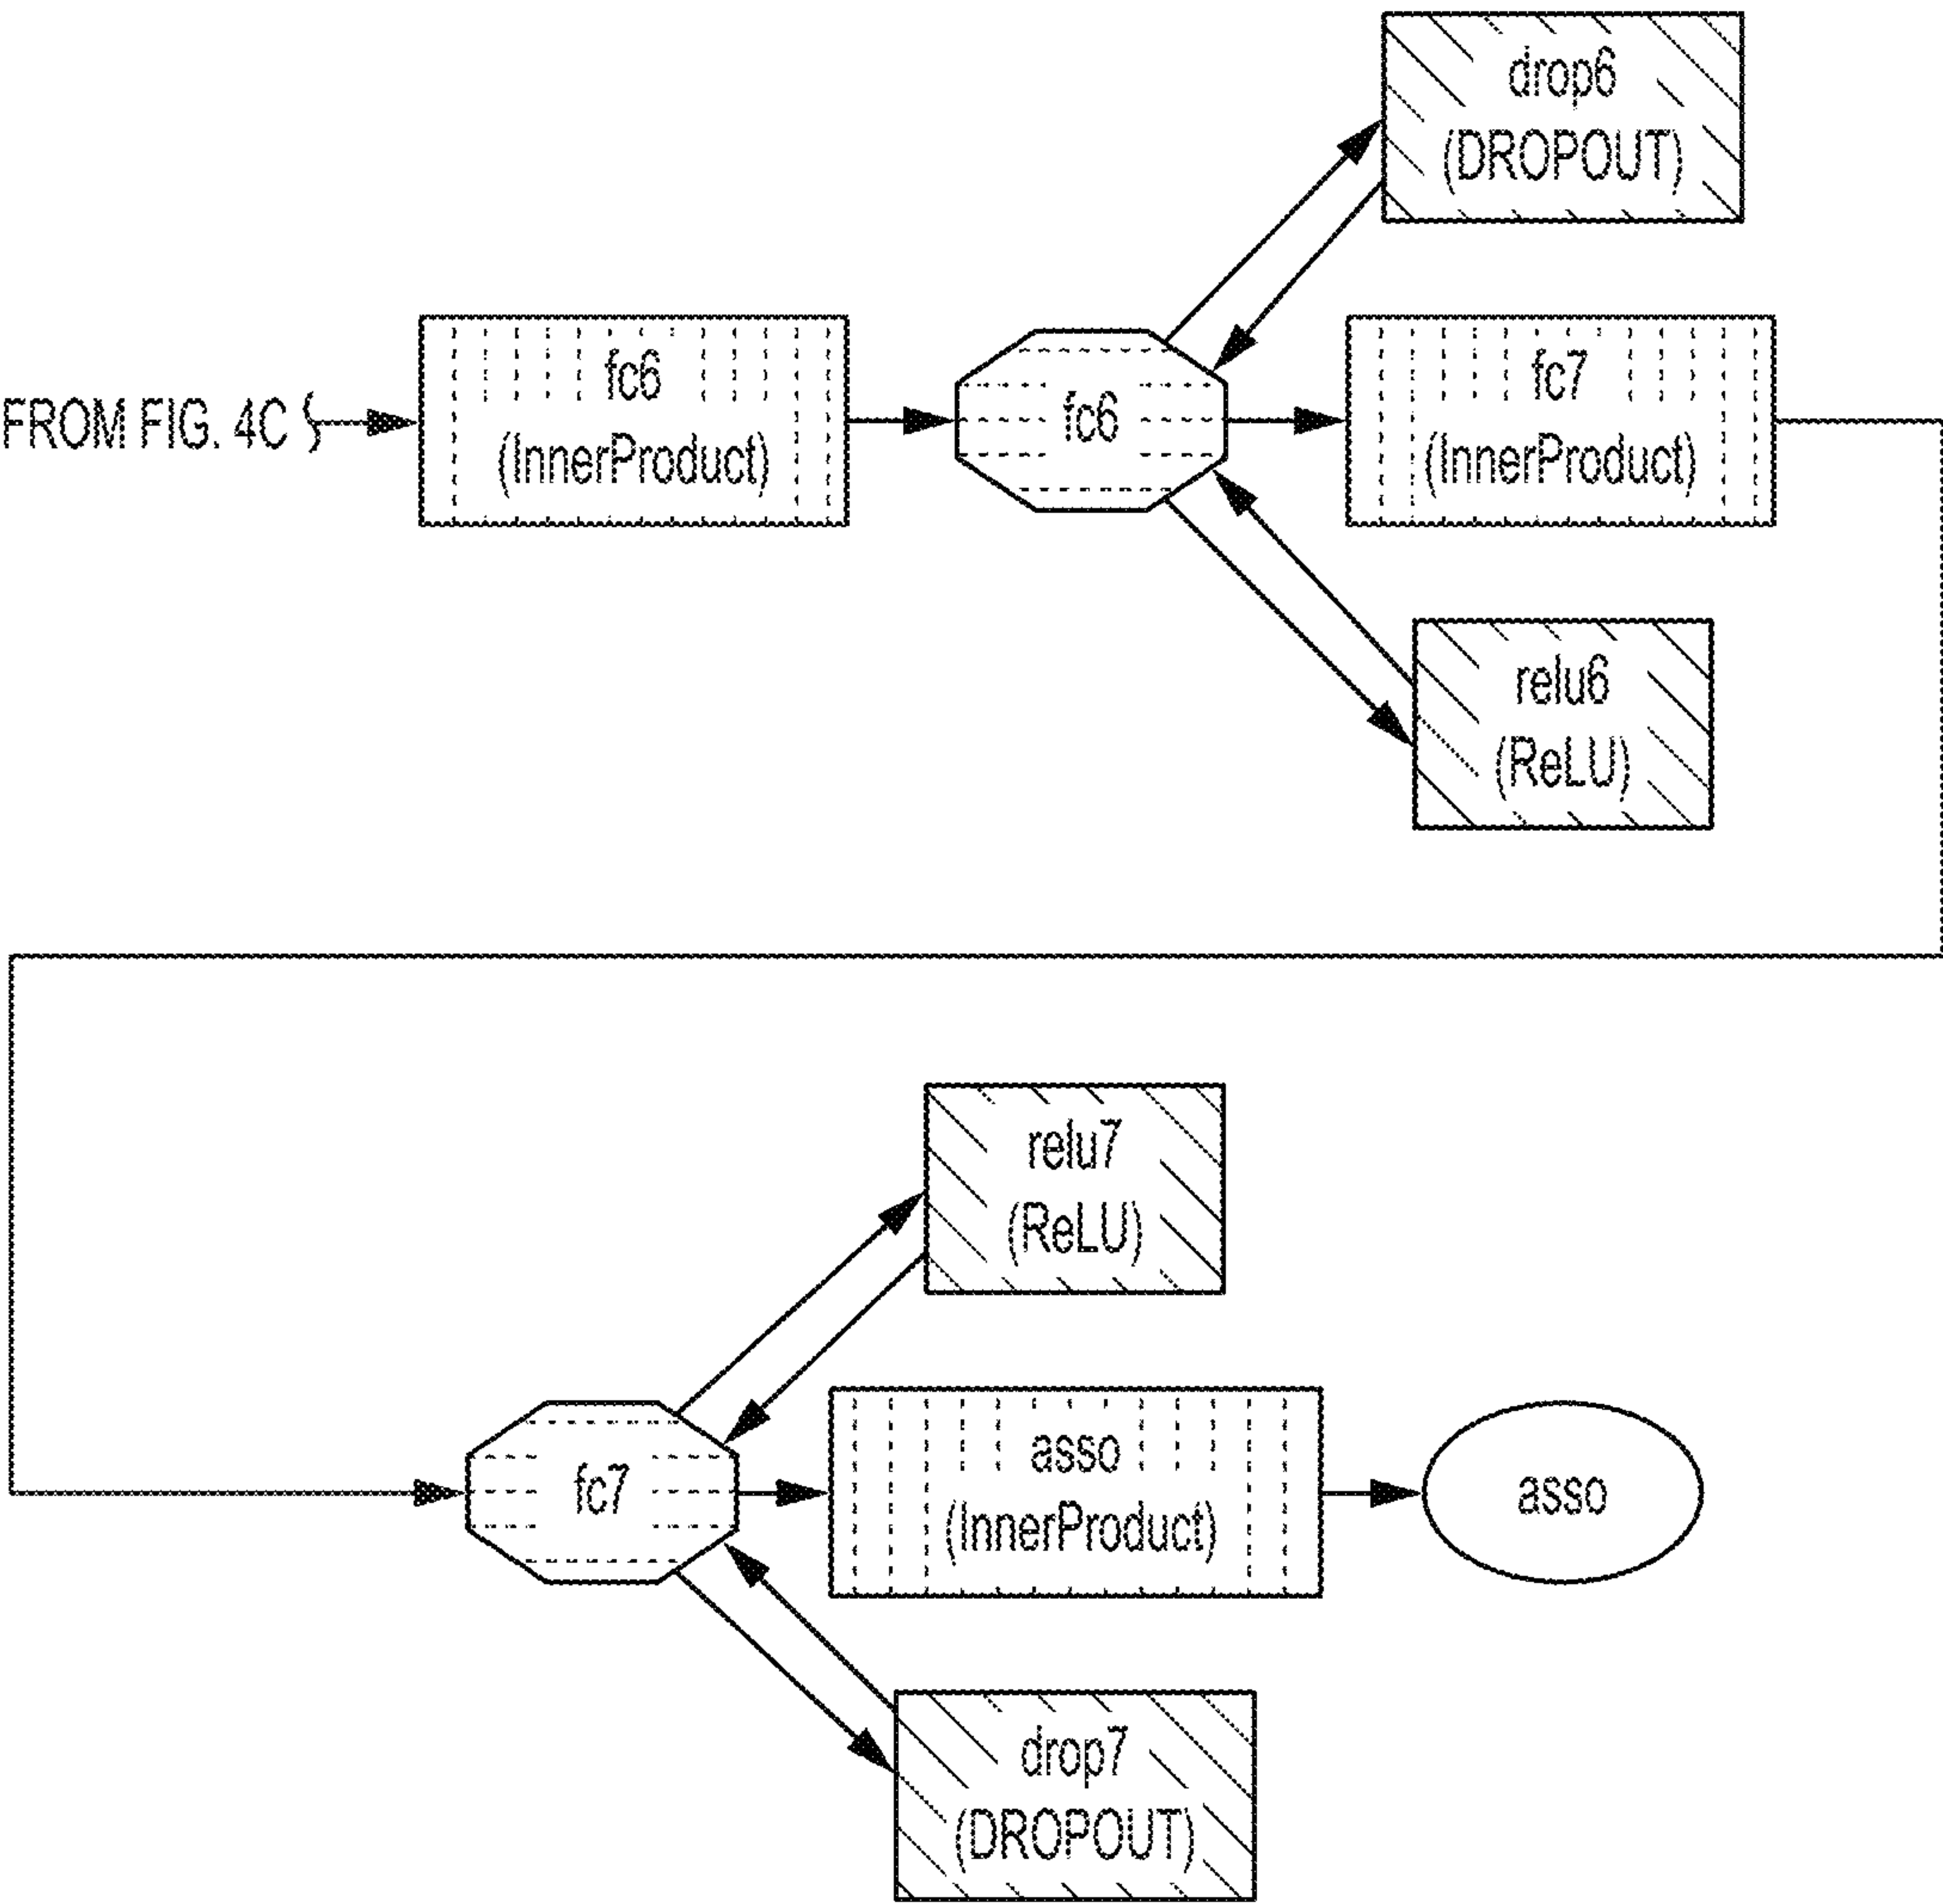 drop6
(DROPOUT)
FROM FIG. 4C
fc6
(InnerProduct)
fc6
fc7
(InnerProduct)
relu6
(ReLU)
relu7
(ReLU)
fc7
asso
(InnerProduct)
asso
drop7
(DROPOUT)